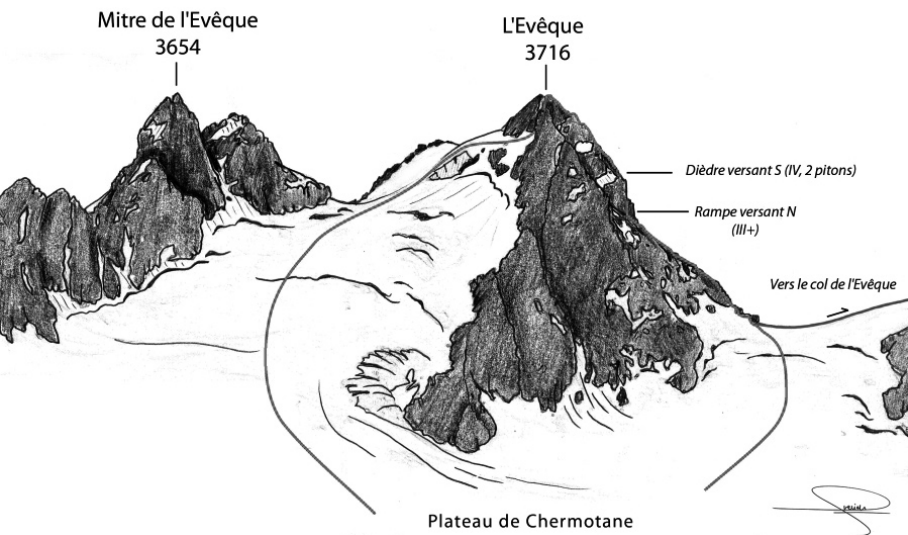 Mitre de l'Evêque
3654
L'Evêque
3716
Dièdre versant S (IV, 2 pitons)
Rampe versant N
(III+)
Vers le col de l'Evêque
Plateau de Chermotane